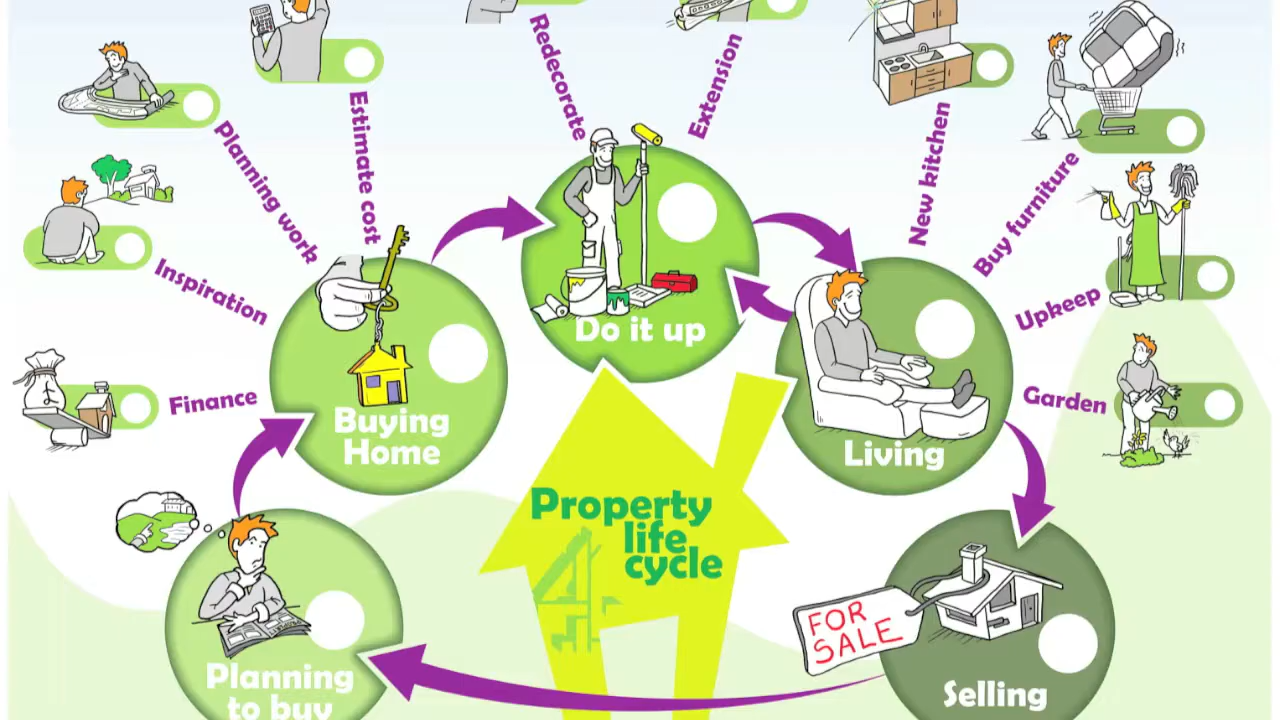 Redecorate
Extension
Estimate cost
Planning work
New kitchen
Buy furniture
Inspiration
Upkeep
Finance
Garden
Do it up
Buying
Home
Living
Property
life
cycle
4
FOR
SALE
Planning
to buy
Selling